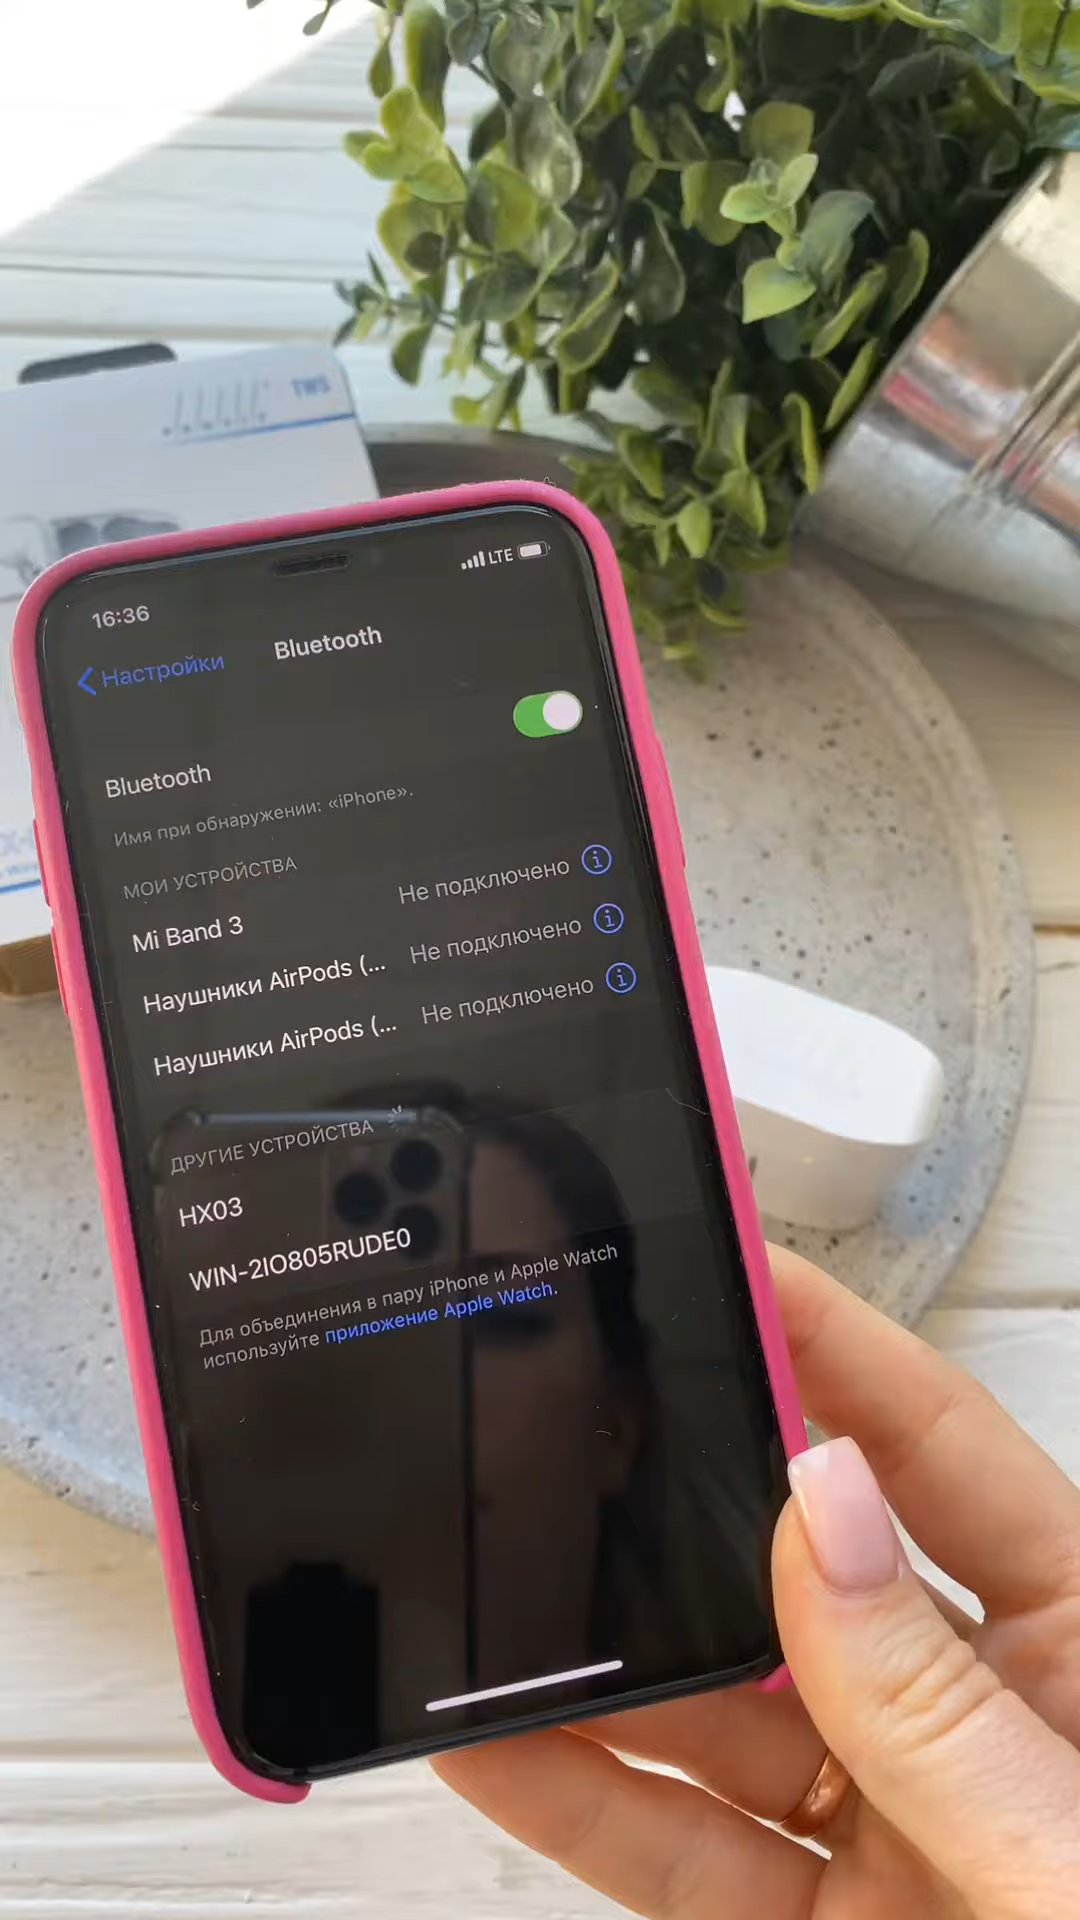 TWS
16:36
LTE
Настройки
Bluetooth
Bluetooth
Имя при обнаружении: «iPhone».
МОИ УСТРОЙСТВА
Mi Band 3 Не подключено
Наушники AirPods (... Не подключено
Наушники AirPods (... Не подключено
ДРУГИЕ УСТРОЙСТВА
HX03
WIN-2IO805RUDE0
Для объединения в пару iPhone и Apple Watch
используйте приложение Apple Watch.